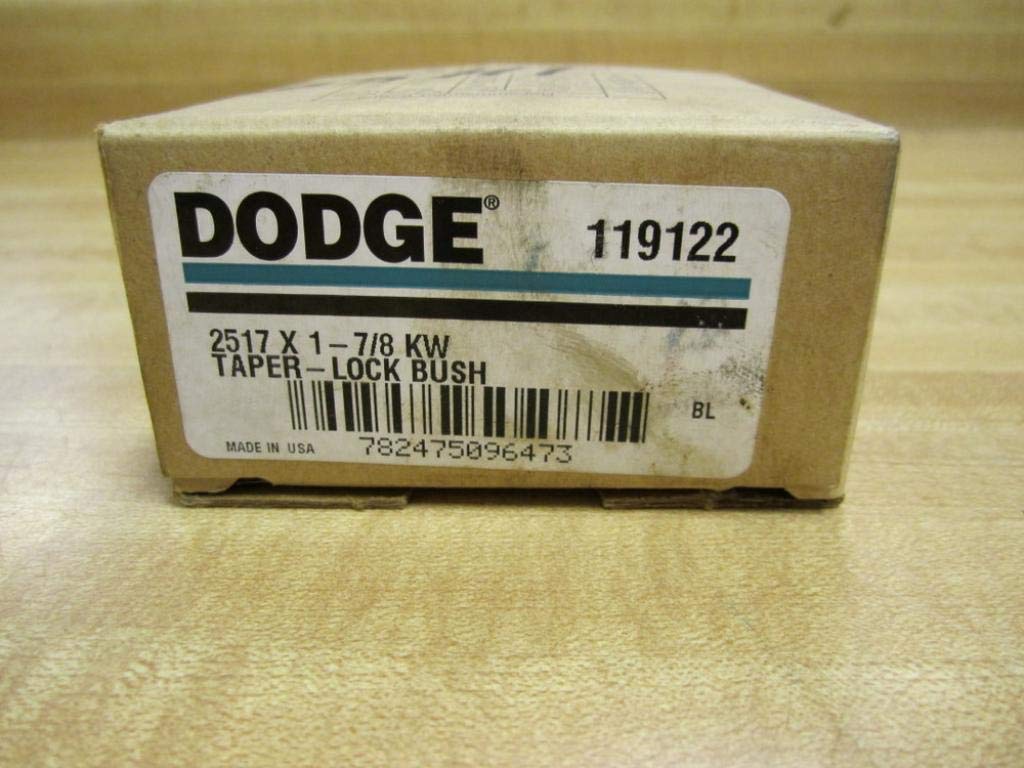 DODGE®
119122
2517 X 1-7/8 KW
TAPER-LOCK BUSH
BL
MADE IN USA
782475096473